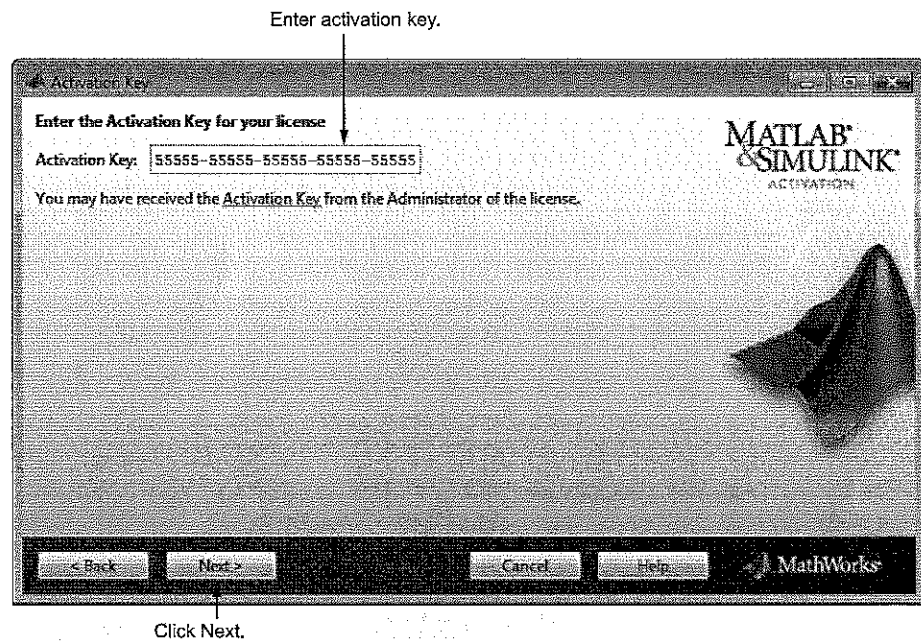 Enter activation key.
Activation Key
Enter the Activation Key for your license
MATLAB®
&SIMULINK®
ACTIVATION
Activation Key: 55555-55555-55555-55555-55555
You may have received the Activation Key from the Administrator of the license.
< Back Next > Cancel Help MathWorks®
Click Next.